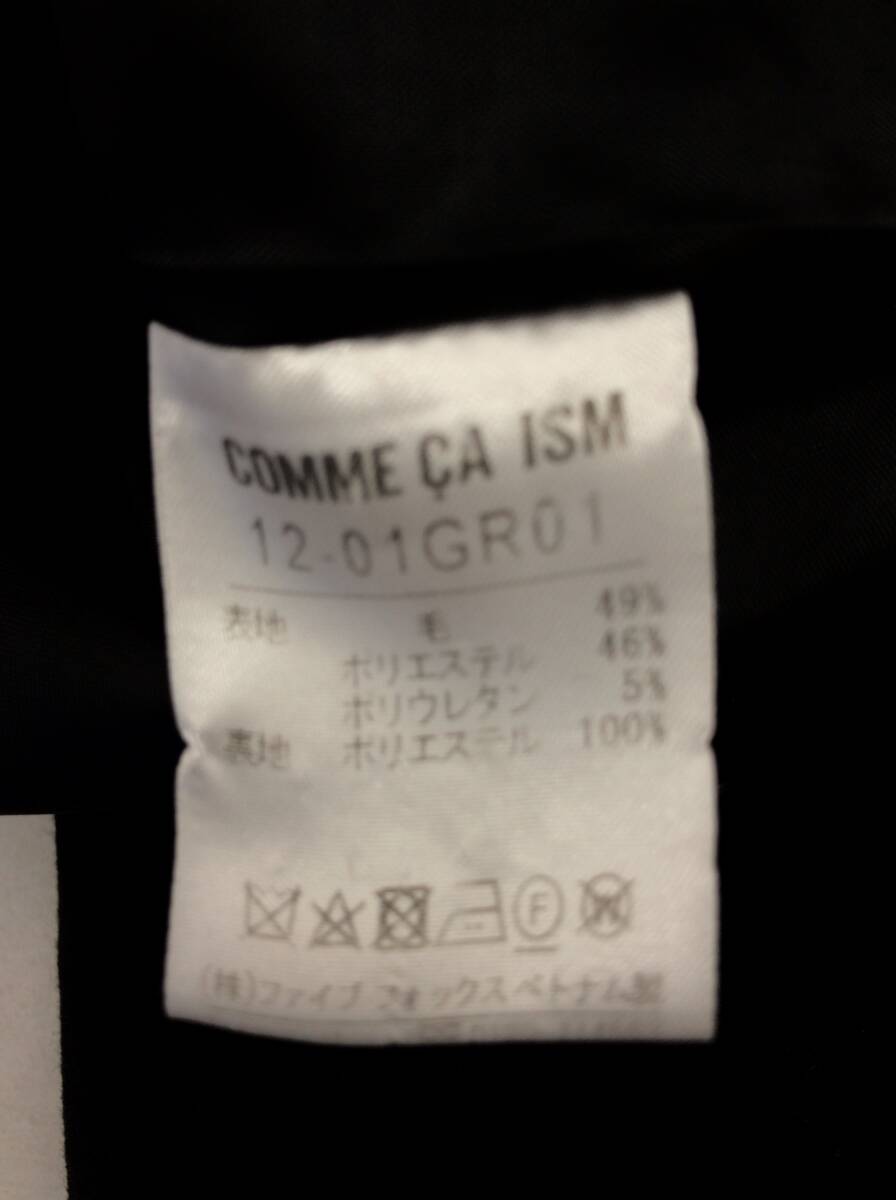 COMME ÇA ISM
12-01GR01
表地 毛 49%
ポリエステル 46%
ポリウレタン 5%
裏地 ポリエステル 100%
F
W
(株)ファイブ フォックス ベトナム製